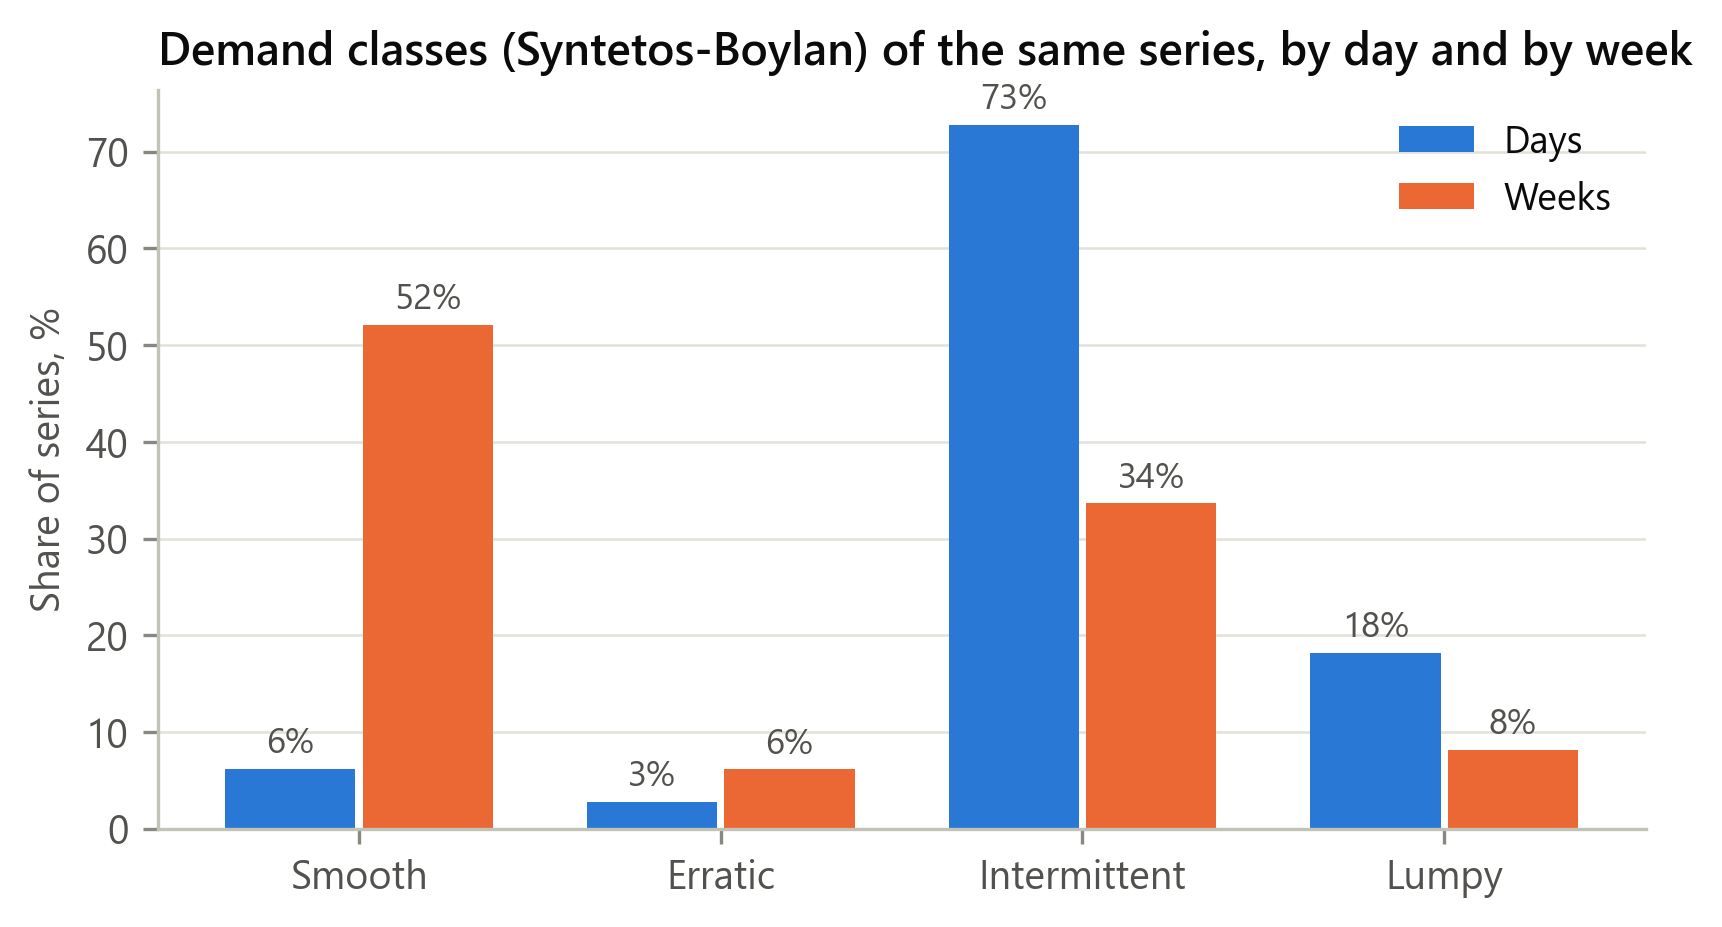 Demand classes (Syntetos-Boylan) of the same series, by day and by week
Share of series, %
70
60
50
40
30
20
10
0
6%
52%
3%
6%
73%
34%
18%
8%
Days
Weeks
Smooth
Erratic
Intermittent
Lumpy